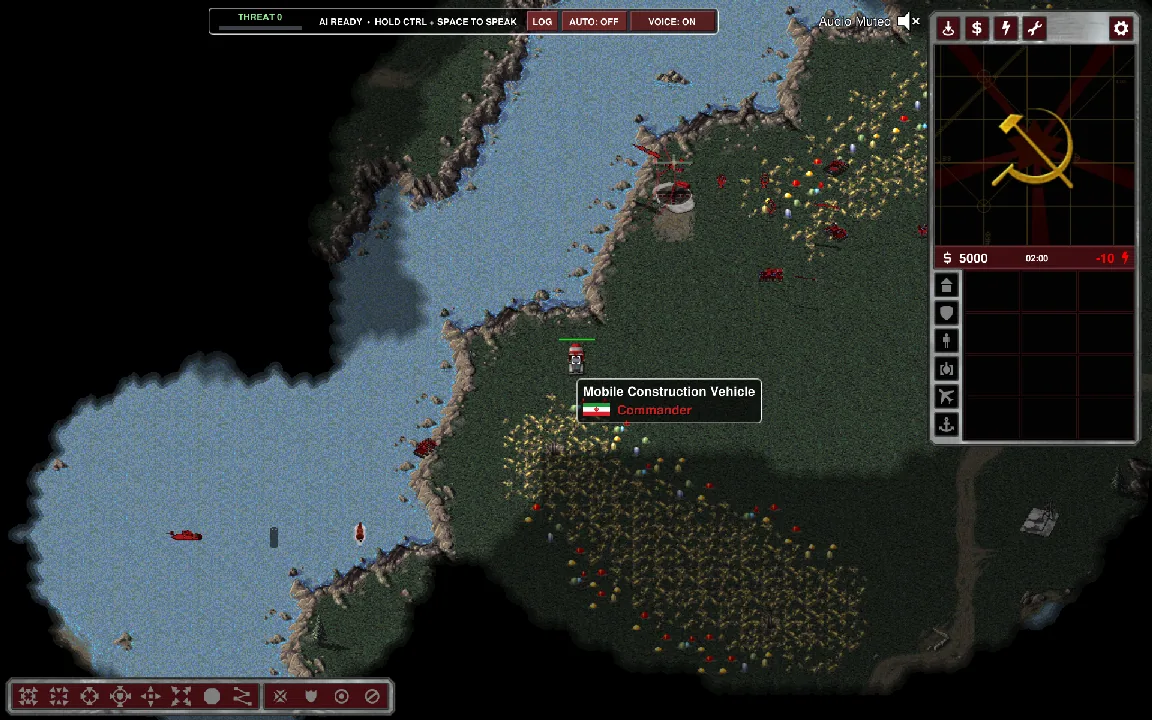 THREAT 0
AI READY • HOLD CTRL + SPACE TO SPEAK
LOG
AUTO: OFF
VOICE: ON
Audio Muted
$ 5000
02:00
-10
Mobile Construction Vehicle
Commander